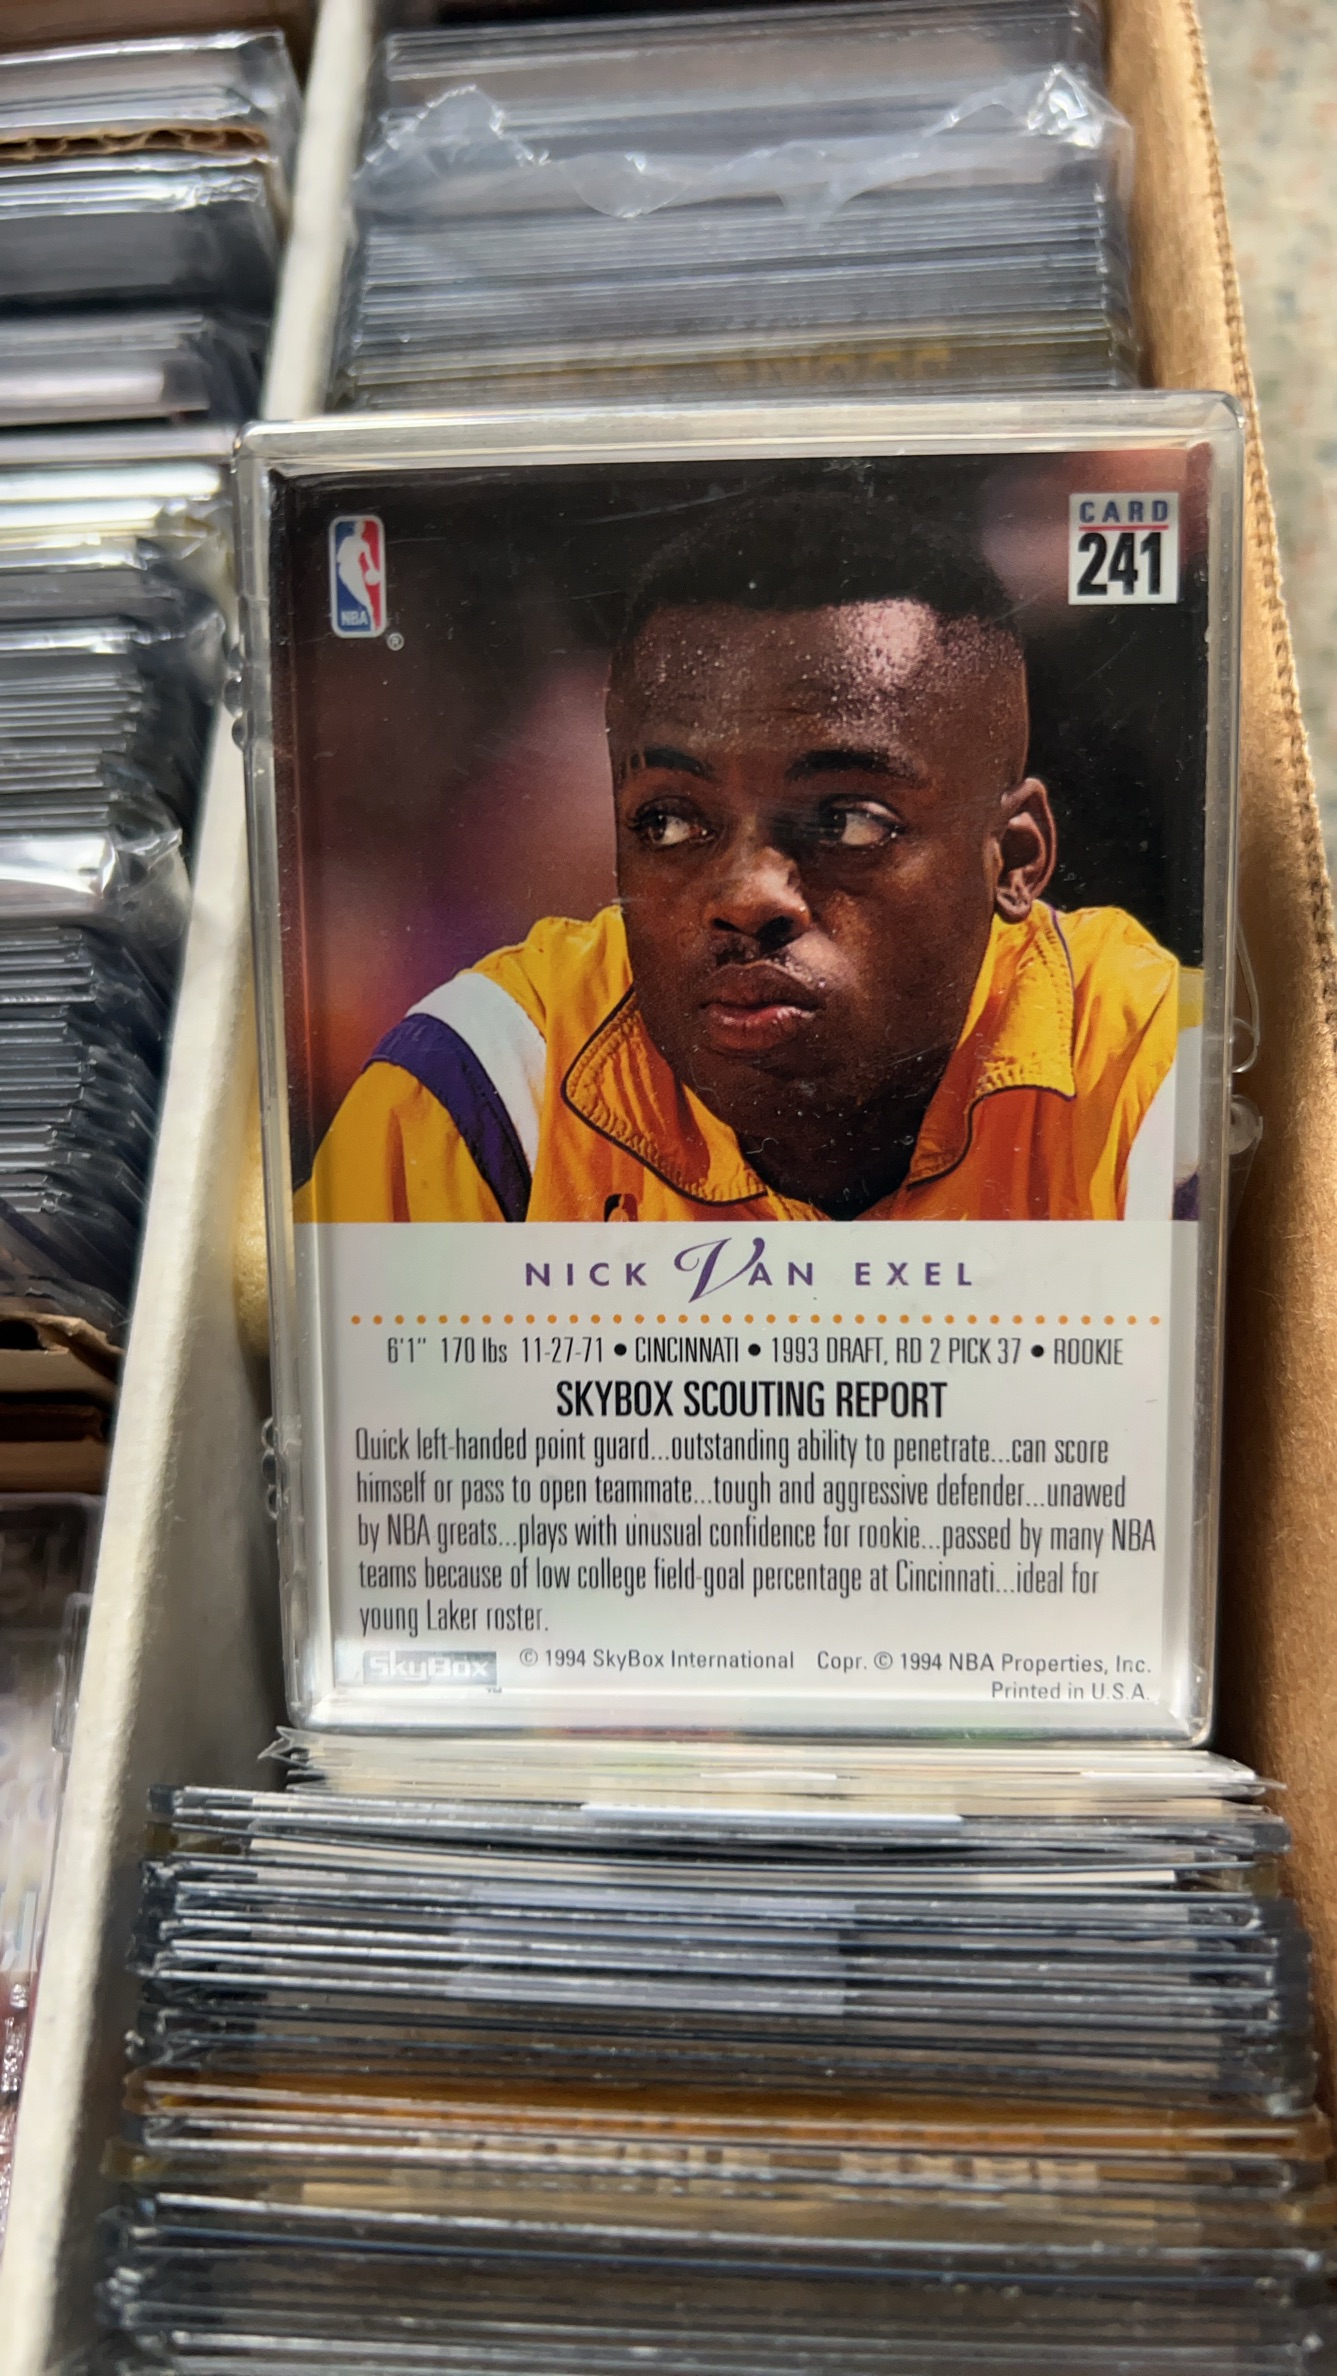 CARD
241
NBA
®
NICK VAN EXEL
6'1" 170 lbs 11-27-71 • CINCINNATI • 1993 DRAFT, RD 2 PICK 37 • ROOKIE
SKYBOX SCOUTING REPORT
Quick left-handed point guard...outstanding ability to penetrate...can score
himself or pass to open teammate...tough and aggressive defender...unawed
by NBA greats...plays with unusual confidence for rookie...passed by many NBA
teams because of low college field-goal percentage at Cincinnati...ideal for
young Laker roster.
SkyBox ™ © 1994 SkyBox International Copr. © 1994 NBA Properties, Inc.
Printed in U.S.A.